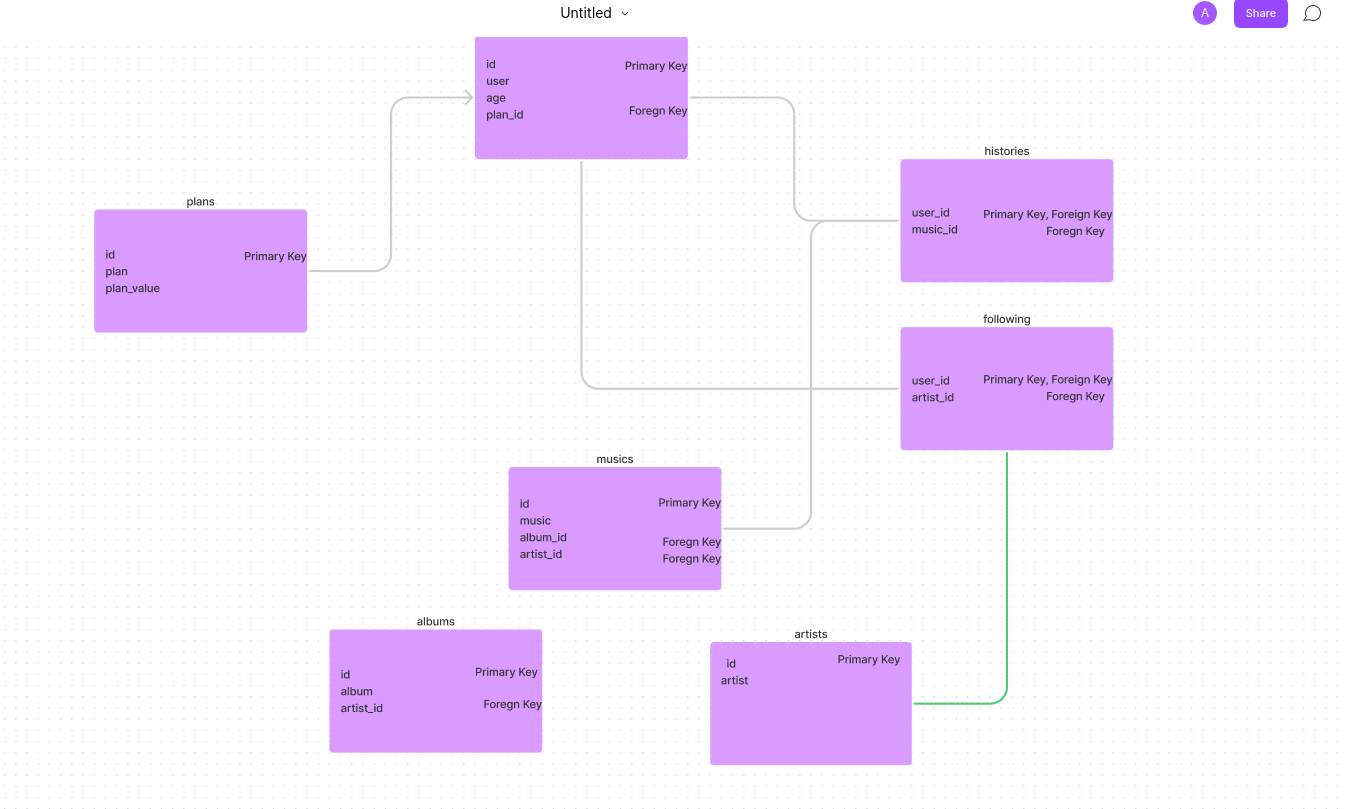 Untitled
A
Share
id
user
age
plan_id
Primary Key
Foregn Key
histories
user_id
music_id
Primary Key, Foreign Key
Foregn Key
plans
id
plan
plan_value
Primary Key
following
user_id
artist_id
Primary Key, Foreign Key
Foregn Key
musics
id
music
album_id
artist_id
Primary Key
Foregn Key
Foregn Key
albums
id
album
artist_id
Primary Key
Foregn Key
artists
id
artist
Primary Key